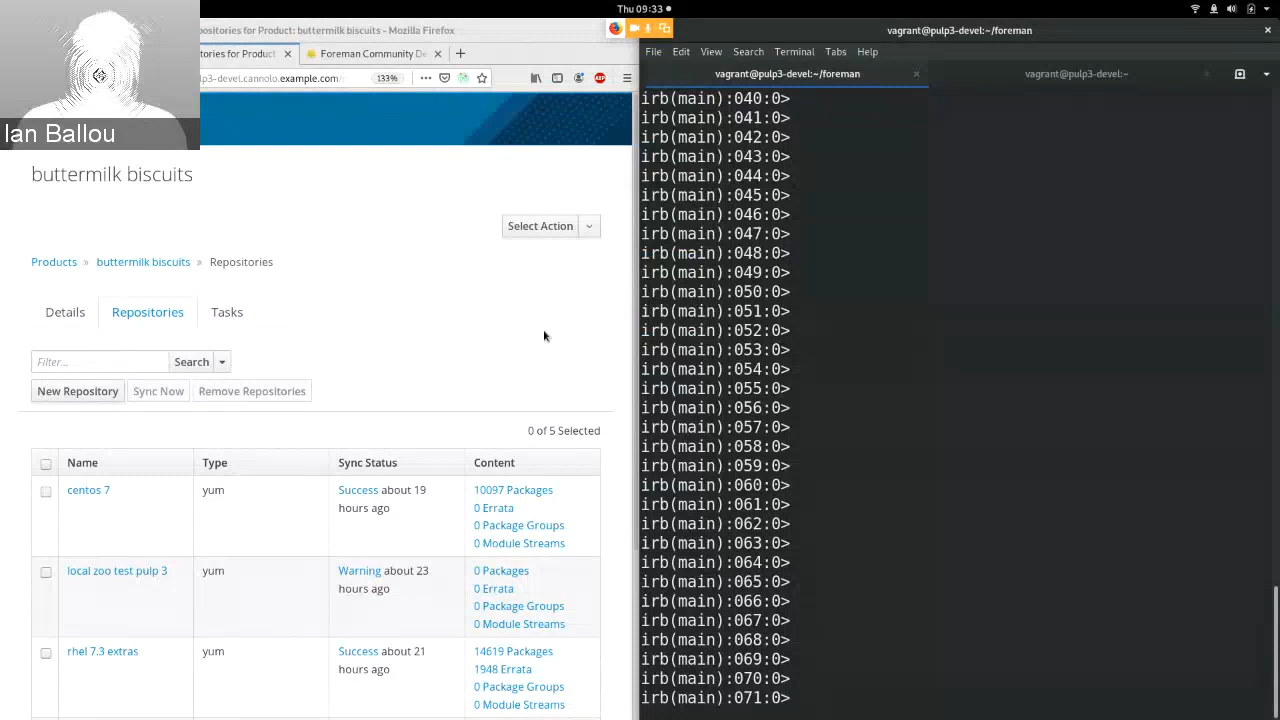 Thu 09:33
Ian Ballou
ositories for Product: buttermilk biscuits - Mozilla Firefox
tories for Product
Foreman Community De
lp3-devel.cannolo.example.com/
133%
ABP
buttermilk biscuits
Select Action
Products » buttermilk biscuits » Repositories
Details Repositories Tasks
Filter... Search
New Repository Sync Now Remove Repositories
0 of 5 Selected
Name Type Sync Status Content
centos 7 yum Success about 19 hours ago 10097 Packages
0 Errata
0 Package Groups
0 Module Streams
local zoo test pulp 3 yum Warning about 23 hours ago 0 Packages
0 Errata
0 Package Groups
0 Module Streams
rhel 7.3 extras yum Success about 21 hours ago 14619 Packages
1948 Errata
0 Package Groups
0 Module Streams
vagrant@pulp3-devel:~/foreman
File Edit View Search Terminal Tabs Help
vagrant@pulp3-devel:~/foreman
vagrant@pulp3-devel:~
irb(main):040:0>
irb(main):041:0>
irb(main):042:0>
irb(main):043:0>
irb(main):044:0>
irb(main):045:0>
irb(main):046:0>
irb(main):047:0>
irb(main):048:0>
irb(main):049:0>
irb(main):050:0>
irb(main):051:0>
irb(main):052:0>
irb(main):053:0>
irb(main):054:0>
irb(main):055:0>
irb(main):056:0>
irb(main):057:0>
irb(main):058:0>
irb(main):059:0>
irb(main):060:0>
irb(main):061:0>
irb(main):062:0>
irb(main):063:0>
irb(main):064:0>
irb(main):065:0>
irb(main):066:0>
irb(main):067:0>
irb(main):068:0>
irb(main):069:0>
irb(main):070:0>
irb(main):071:0>